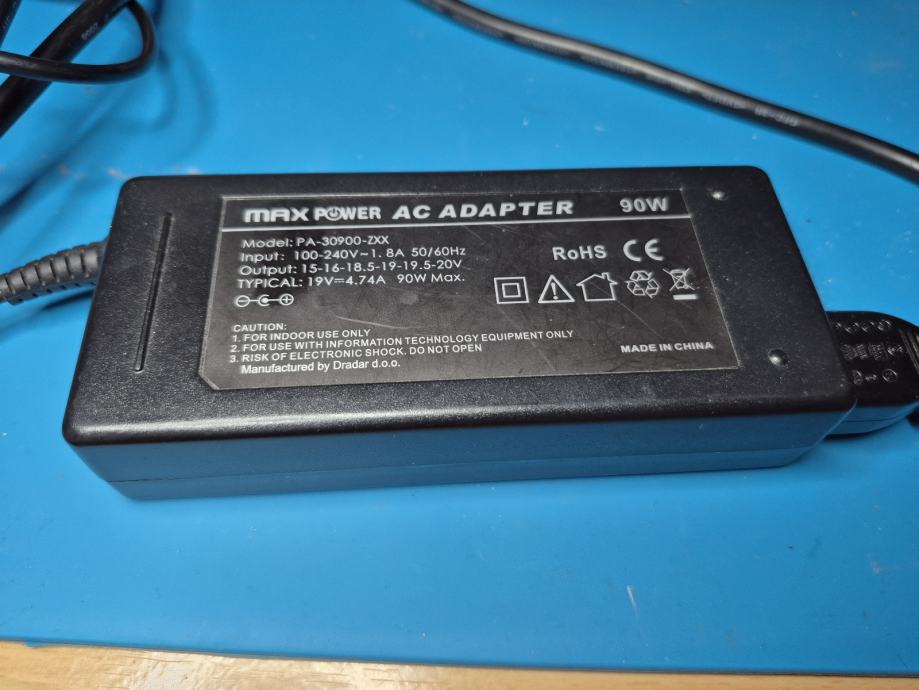 max POWER AC ADAPTER 90W
Model: PA-30900-ZXX
Input: 100-240V~1.8A 50/60Hz
Output: 15-16-18.5-19-19.5-20V
TYPICAL: 19V=4.74A 90W Max.
RoHS CE
CAUTION:
1. FOR INDOOR USE ONLY
2. FOR USE WITH INFORMATION TECHNOLOGY EQUIPMENT ONLY
3. RISK OF ELECTRONIC SHOCK. DO NOT OPEN
Manufactured by Dradar d.o.o.
MADE IN CHINA